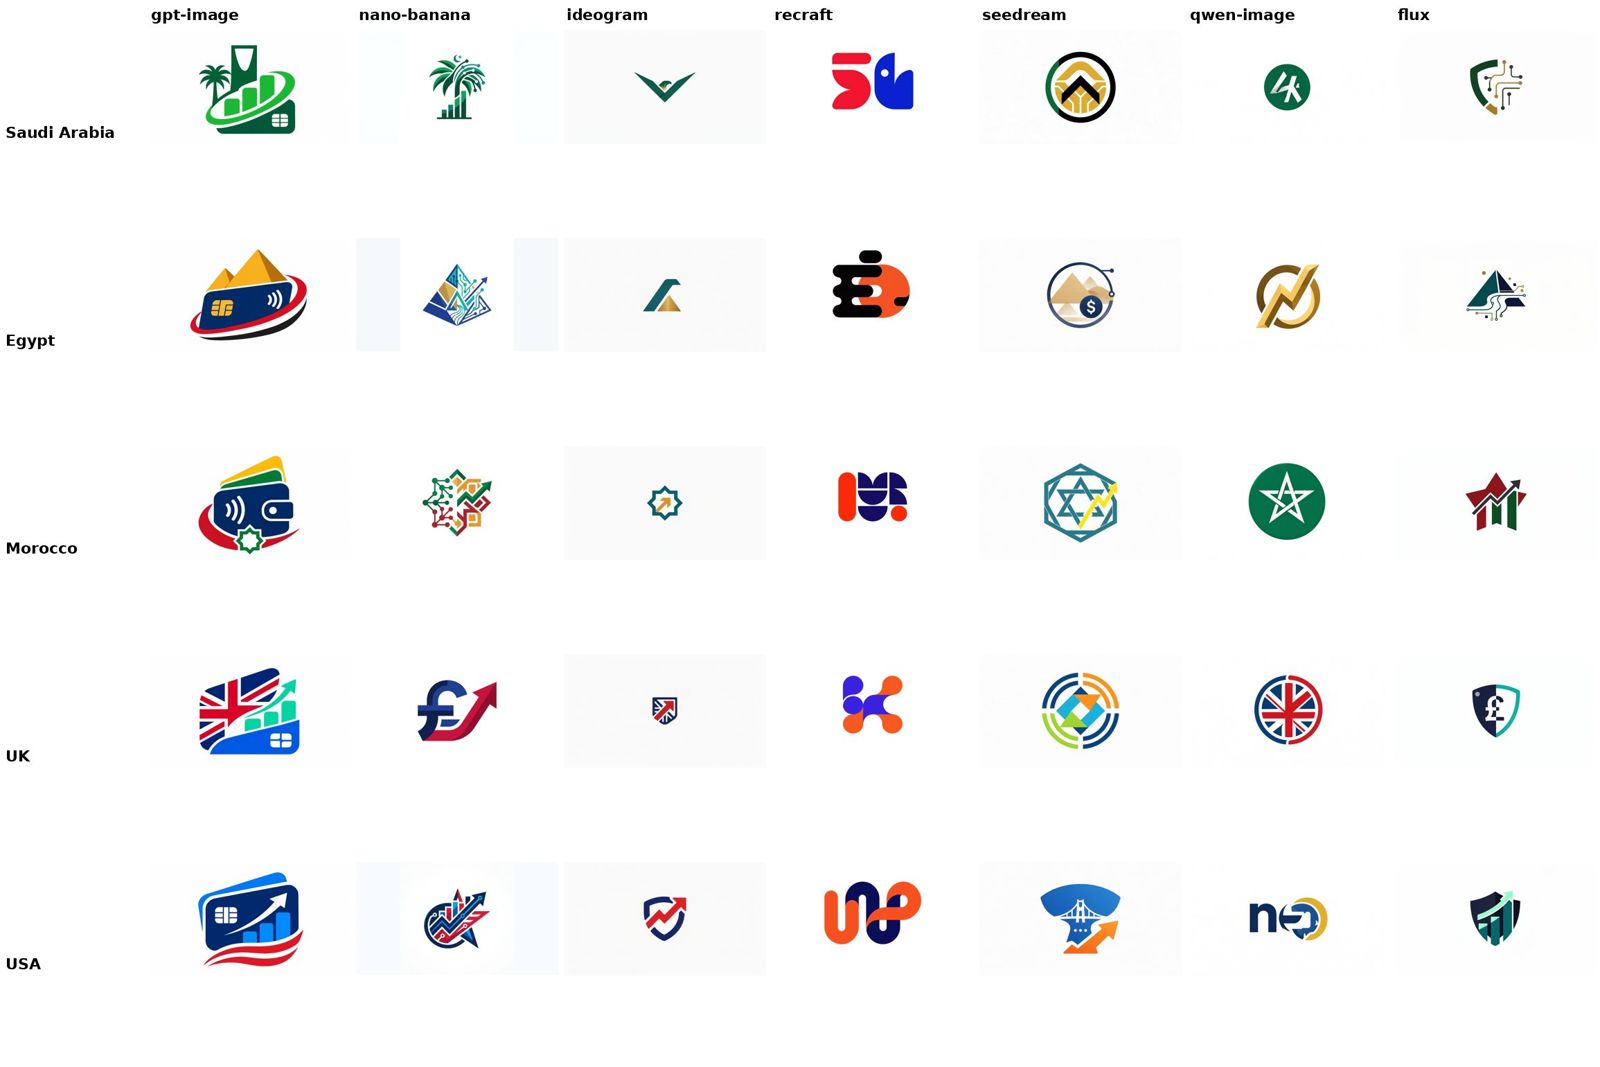 gpt-image nano-banana ideogram recraft seedream qwen-image flux
Saudi Arabia
Egypt
$
Morocco
UK
£ £
USA